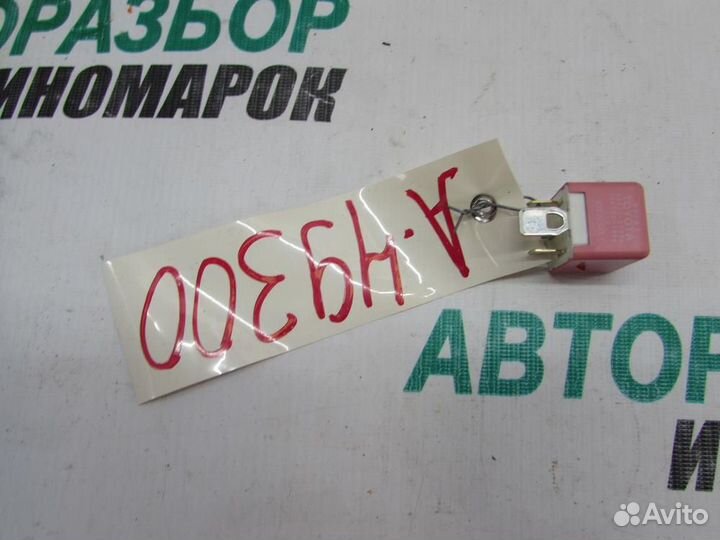 ОРАЗБОР
ИНОМАРОК
А-49300
АВТОР
И
Avito